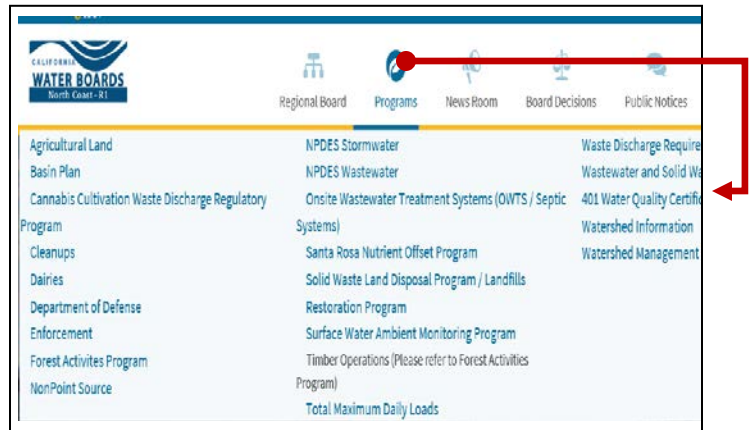 CALIFORNIA
WATER BOARDS
North Coast - R1
Regional Board Programs News Room Board Decisions Public Notices
Agricultural Land
Basin Plan
Cannabis Cultivation Waste Discharge Regulatory
Program
Cleanups
Dairies
Department of Defense
Enforcement
Forest Activites Program
NonPoint Source
NPDES Stormwater
NPDES Wastewater
Onsite Wastewater Treatment Systems (OWTS / Septic
Systems)
Santa Rosa Nutrient Offset Program
Solid Waste Land Disposal Program / Landfills
Restoration Program
Surface Water Ambient Monitoring Program
Timber Operations (Please refer to Forest Activities
Program)
Total Maximum Daily Loads
Waste Discharge Require
Wastewater and Solid Wa
401 Water Quality Certific
Watershed Information
Watershed Management